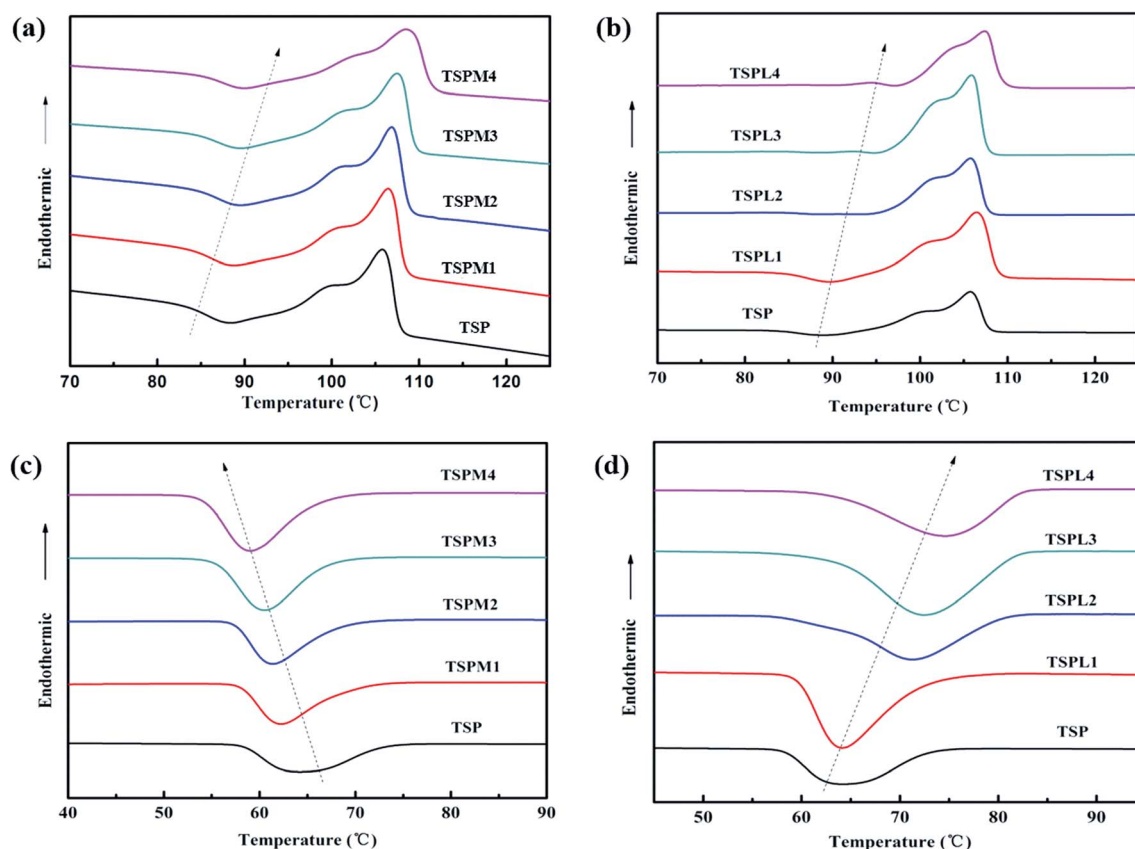 (a)
Endothermic
TSPM4
TSPM3
TSPM2
TSPM1
TSP
70 80 90 100 110 120
Temperature (℃)
(b)
Endothermic
TSPL4
TSPL3
TSPL2
TSPL1
TSP
70 80 90 100 110 120
Temperature (℃)
(c)
Endothermic
TSPM4
TSPM3
TSPM2
TSPM1
TSP
40 50 60 70 80 90
Temperature (℃)
(d)
Endothermic
TSPL4
TSPL3
TSPL2
TSPL1
TSP
50 60 70 80 90
Temperature (℃)